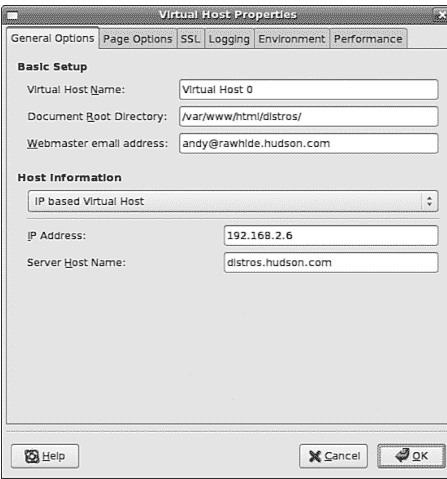 Virtual Host Properties
General Options Page Options SSL Logging Environment Performance
Basic Setup
Virtual Host Name: Virtual Host 0
Document Root Directory: /var/www/html/distros/
Webmaster email address: andy@rawhide.hudson.com
Host Information
IP based Virtual Host
IP Address: 192.168.2.6
Server Host Name: distros.hudson.com
Help Cancel OK